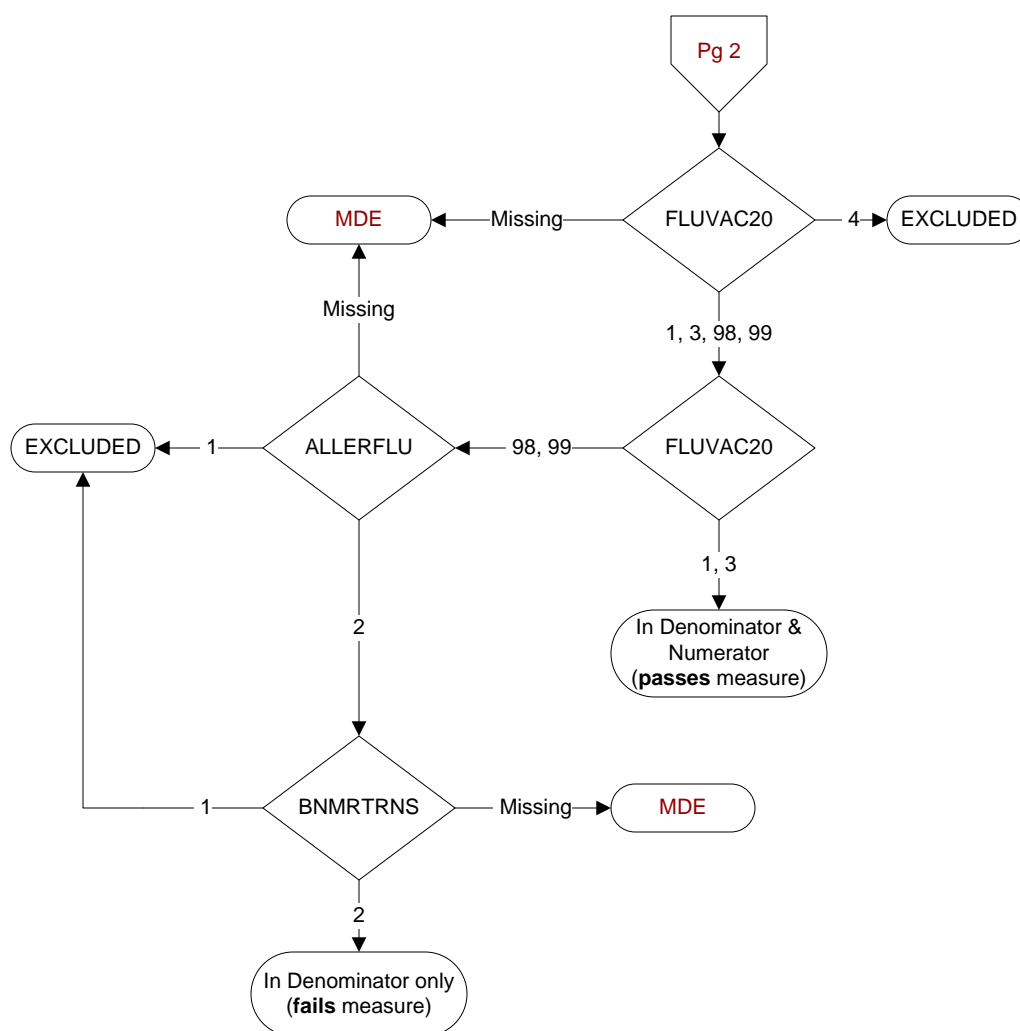 Pg 2
MDE
Missing
FLUVAC20
4
EXCLUDED
Missing
1, 3, 98, 99
EXCLUDED
1
ALLERFLU
98, 99
FLUVAC20
1, 3
2
In Denominator &
Numerator
(passes measure)
1
BNMRTRNS
Missing
MDE
2
In Denominator only
(fails measure)